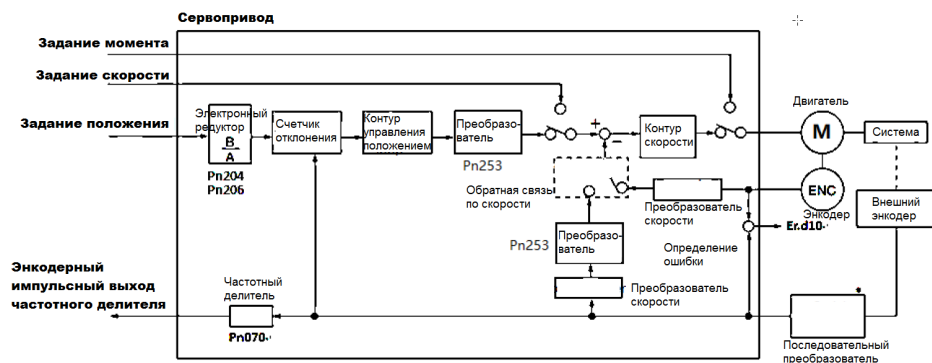 Сервопривод
Задание момента
Задание скорости
Задание положения
Электронный
редуктор
B
A
Pn204
Pn206
Счетчик
отклонения
Контур
управления
положением
Преобразо-
ватель
Pn253
+
−
Контур
скорости
Двигатель
M
Система
Обратная связь
по скорости
Преобразователь
скорости
ENC
Энкодер
Внешний
энкодер
Pn253
Преобразо-
ватель
Er.d10
Определение
ошибки
Энкодерный
импульсный выход
частотного делителя
Частотный
делитель
Pn070
Преобразователь
скорости
Последовательный
преобразователь